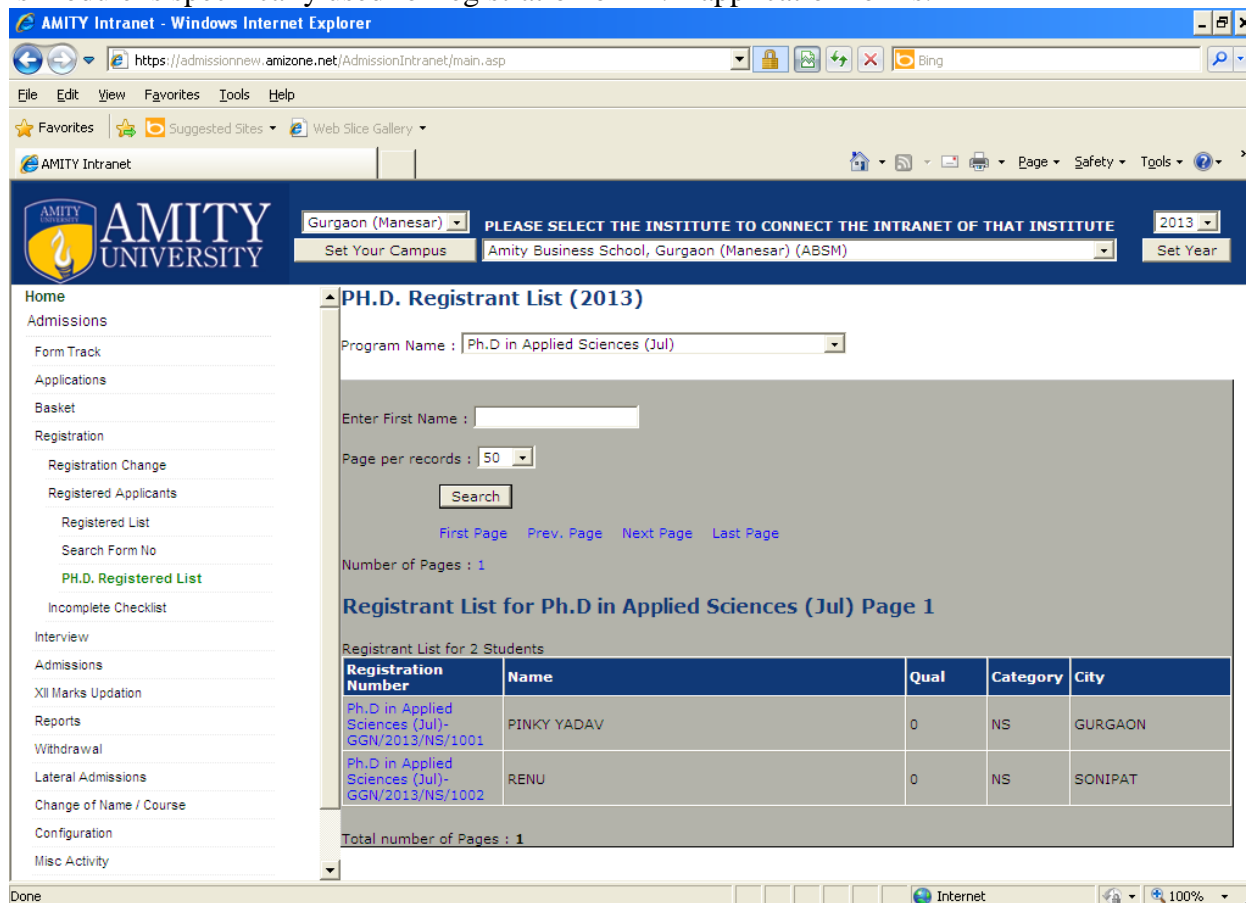 AMITY Intranet - Windows Internet Explorer
https://admissionnew.amizone.net/AdmissionIntranet/main.asp
Bing
File Edit View Favorites Tools Help
Favorites Suggested Sites Web Slice Gallery
AMITY Intranet Page Safety Tools
AMITY
UNIVERSITY
AMITY
UNIVERSITY
Gurgaon (Manesar) PLEASE SELECT THE INSTITUTE TO CONNECT THE INTRANET OF THAT INSTITUTE 2013
Set Your Campus Amity Business School, Gurgaon (Manesar) (ABSM) Set Year
Home
Admissions
Form Track
Applications
Basket
Registration
Registration Change
Registered Applicants
Registered List
Search Form No
PH.D. Registered List
Incomplete Checklist
Interview
Admissions
XII Marks Updation
Reports
Withdrawal
Lateral Admissions
Change of Name / Course
Configuration
Misc Activity
PH.D. Registrant List (2013)
Program Name : Ph.D in Applied Sciences (Jul)
Enter First Name :
Page per records : 50
Search
First Page Prev. Page Next Page Last Page
Number of Pages : 1
Registrant List for Ph.D in Applied Sciences (Jul) Page 1
Registrant List for 2 Students
Registration Number Name Qual Category City
Ph.D in Applied
Sciences (Jul)-
GGN/2013/NS/1001 PINKY YADAV 0 NS GURGAON
Ph.D in Applied
Sciences (Jul)-
GGN/2013/NS/1002 RENU 0 NS SONIPAT
Total number of Pages : 1
Done Internet 100%